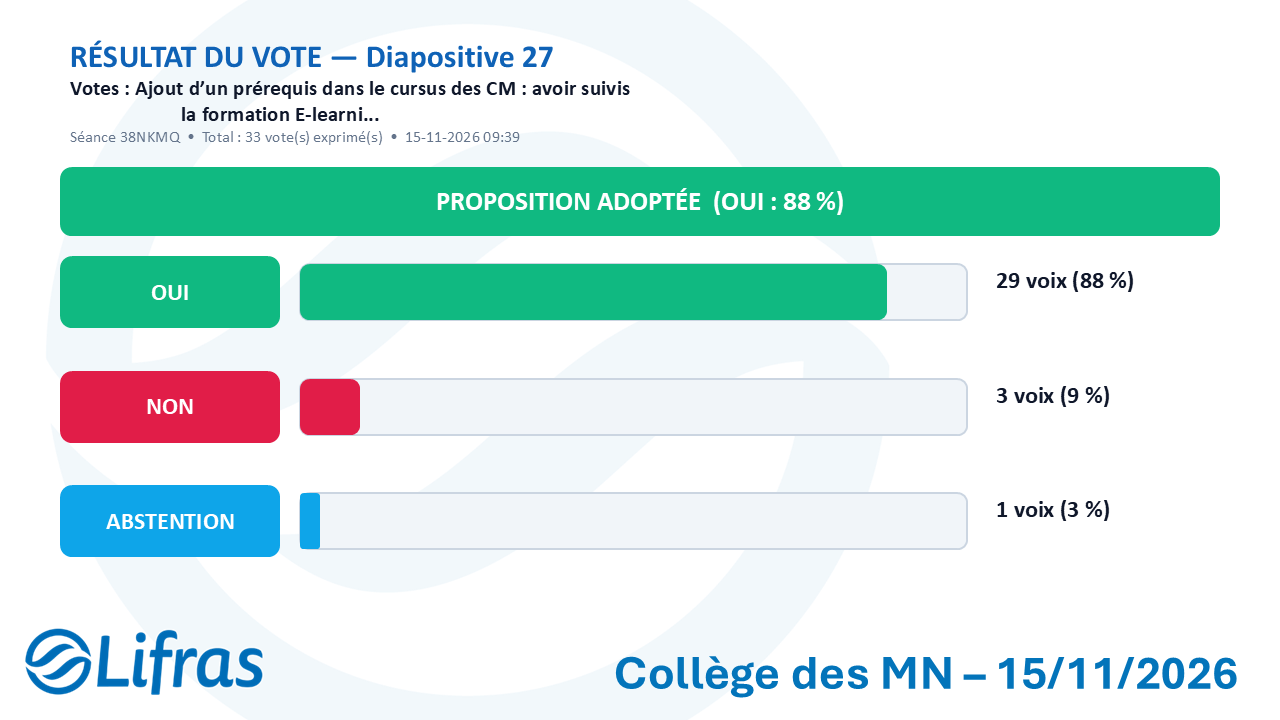 RÉSULTAT DU VOTE — Diapositive 27
Votes : Ajout d’un prérequis dans le cursus des CM : avoir suivis
la formation E-learni...
Séance 38NKMQ • Total : 33 vote(s) exprimé(s) • 15-11-2026 09:39
PROPOSITION ADOPTÉE (OUI : 88 %)
OUI
29 voix (88 %)
NON
3 voix (9 %)
ABSTENTION
1 voix (3 %)
Lifras
Collège des MN – 15/11/2026